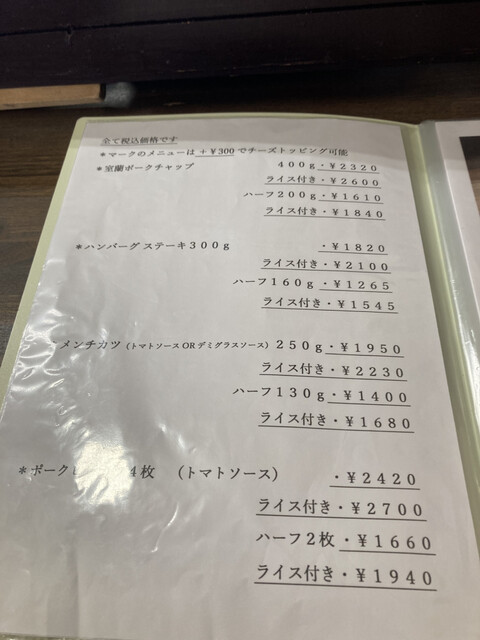 全て税込価格です
＊マークのメニューは＋￥300でチーズトッピング可能
＊室蘭ポークチャップ　４００ｇ・￥２３２０
ライス付き・￥２６００
ハーフ２００ｇ・￥１６１０
ライス付き・￥１８４０
＊ハンバーグ ステーキ３００ｇ　・￥１８２０
ライス付き・￥２１００
ハーフ１６０ｇ・￥１２６５
ライス付き・￥１５４５
メンチカツ（トマトソース OR デミグラスソース）２５０ｇ・￥１９５０
ライス付き・￥２２３０
ハーフ１３０ｇ・￥１４００
ライス付き・￥１６８０
＊ポーク　４枚　（トマトソース）　・￥２４２０
ライス付き・￥２７００
ハーフ２枚・￥１６６０
ライス付き・￥１９４０